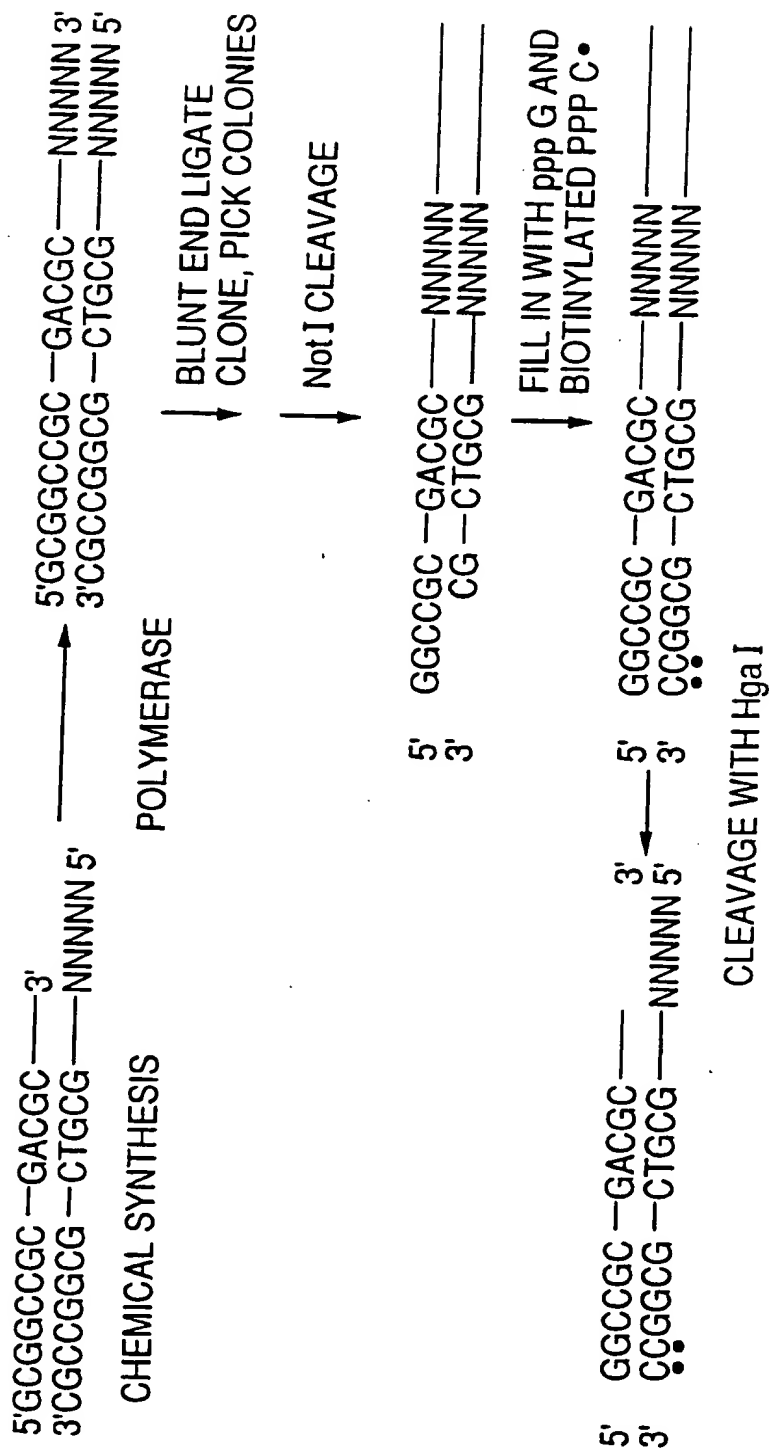 5'GCGGCCGC—GACGC—3'
3'CGCCGGCG—CTGCG—NNNNN 5'
CHEMICAL SYNTHESIS
POLYMERASE
5'GCGGCCGC—GACGC—NNNNN 3'
3'CGCCGGCG—CTGCG—NNNNN 5'
BLUNT END LIGATE
CLONE, PICK COLONIES
NotI CLEAVAGE
5' GGCCGC—GACGC—NNNNN—
3' CG—CTGCG—NNNNN—
FILL IN WITH ppp G AND
BIOTINYLATED PPP C•
5' GGCCGC—GACGC—NNNNN—
3' CCGGCG—CTGCG—NNNNN—
CLEAVAGE WITH Hga I
5' GGCCGC—GACGC— 3'
3' CCGGCG—CTGCG—NNNNN 5'